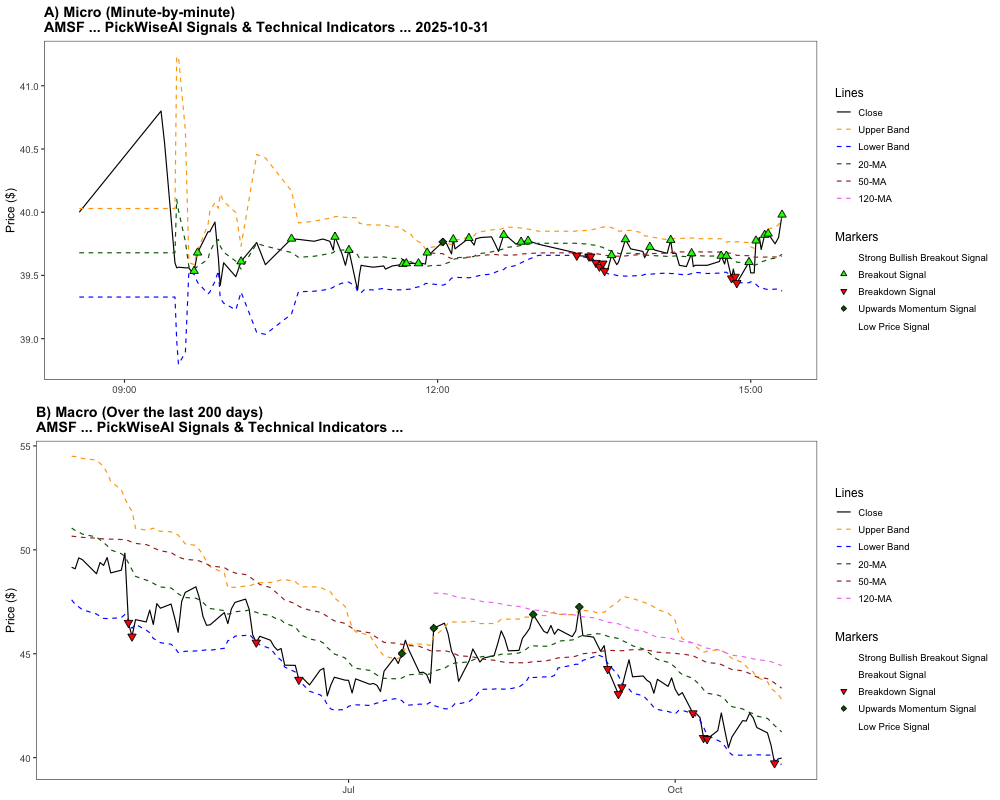 A) Micro (Minute-by-minute)
AMSF ... PickWiseAI Signals & Technical Indicators ... 2025-10-31
Price ($)
41.0
40.5
40.0
39.5
39.0
09:00
12:00
15:00
Lines
Close
Upper Band
Lower Band
20-MA
50-MA
120-MA
Markers
Strong Bullish Breakout Signal
Breakout Signal
Breakdown Signal
Upwards Momentum Signal
Low Price Signal
B) Macro (Over the last 200 days)
AMSF ... PickWiseAI Signals & Technical Indicators ...
Price ($)
55
50
45
40
Jul
Oct
Lines
Close
Upper Band
Lower Band
20-MA
50-MA
120-MA
Markers
Strong Bullish Breakout Signal
Breakout Signal
Breakdown Signal
Upwards Momentum Signal
Low Price Signal